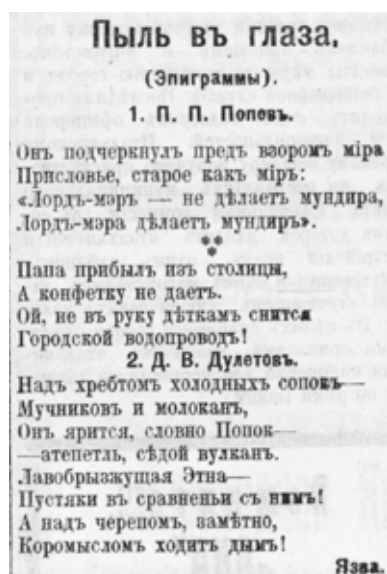 Пыль въ глаза.
(Эпиграммы).
1. П. П. Поповъ.
Онъ подчеркнулъ предъ взоромъ мiра
Присловье, старое какъ мiръ:
«Лордъ-мэръ — не дѣлаетъ мундира,
Лордъ-мэра дѣлаетъ мундиръ».
***
Папа прибылъ изъ столицы,
А конфетку не даетъ.
Ой, не въ руку дѣткамъ снится
Городской водопроводъ!
2. Д. В. Дулетовъ.
Надъ хребтомъ холодныхъ сопокъ—
Мучниковъ и молоканъ,
Онъ ярится, словно Попок—
—атепетль, сѣдой вулканъ.
Лавобрызжущая Этна—
Пустяки въ сравненьи съ нимъ!
А надъ черепомъ, замѣтно,
Коромысломъ ходитъ дымъ!
Язва.